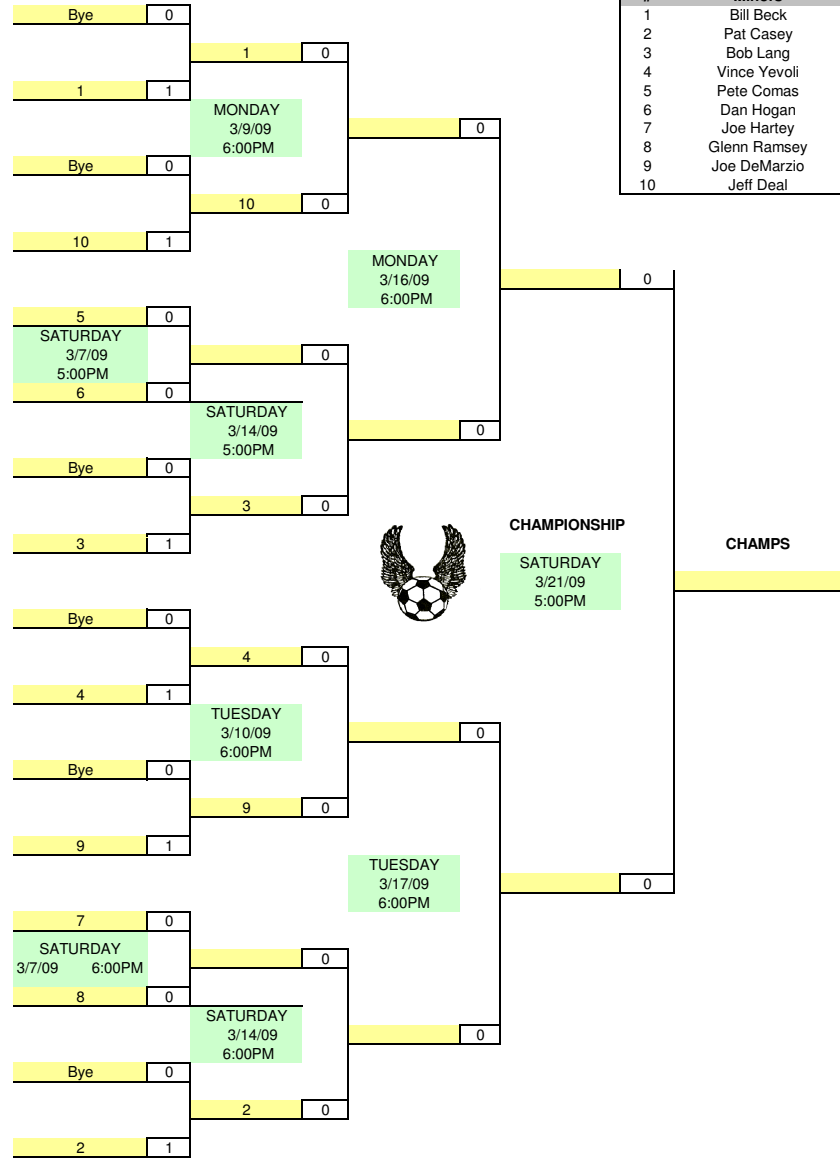 Bye 0
1 0
1 1
MONDAY
3/9/09
6:00PM
0
Bye 0
10 0
10 1
MONDAY
3/16/09
6:00PM
0
5 0
SATURDAY
3/7/09
5:00PM
0
6 0
SATURDAY
3/14/09
5:00PM
0
Bye 0
3 0
3 1
CHAMPIONSHIP
SATURDAY
3/21/09
5:00PM
CHAMPS
Bye 0
4 0
4 1
TUESDAY
3/10/09
6:00PM
0
Bye 0
9 0
9 1
TUESDAY
3/17/09
6:00PM
0
7 0
SATURDAY
3/7/09 6:00PM
0
8 0
SATURDAY
3/14/09
6:00PM
0
Bye 0
2 0
2 1
1 Bill Beck
2 Pat Casey
3 Bob Lang
4 Vince Yevoli
5 Pete Comas
6 Dan Hogan
7 Joe Hartey
8 Glenn Ramsey
9 Joe DeMarzio
10 Jeff Deal